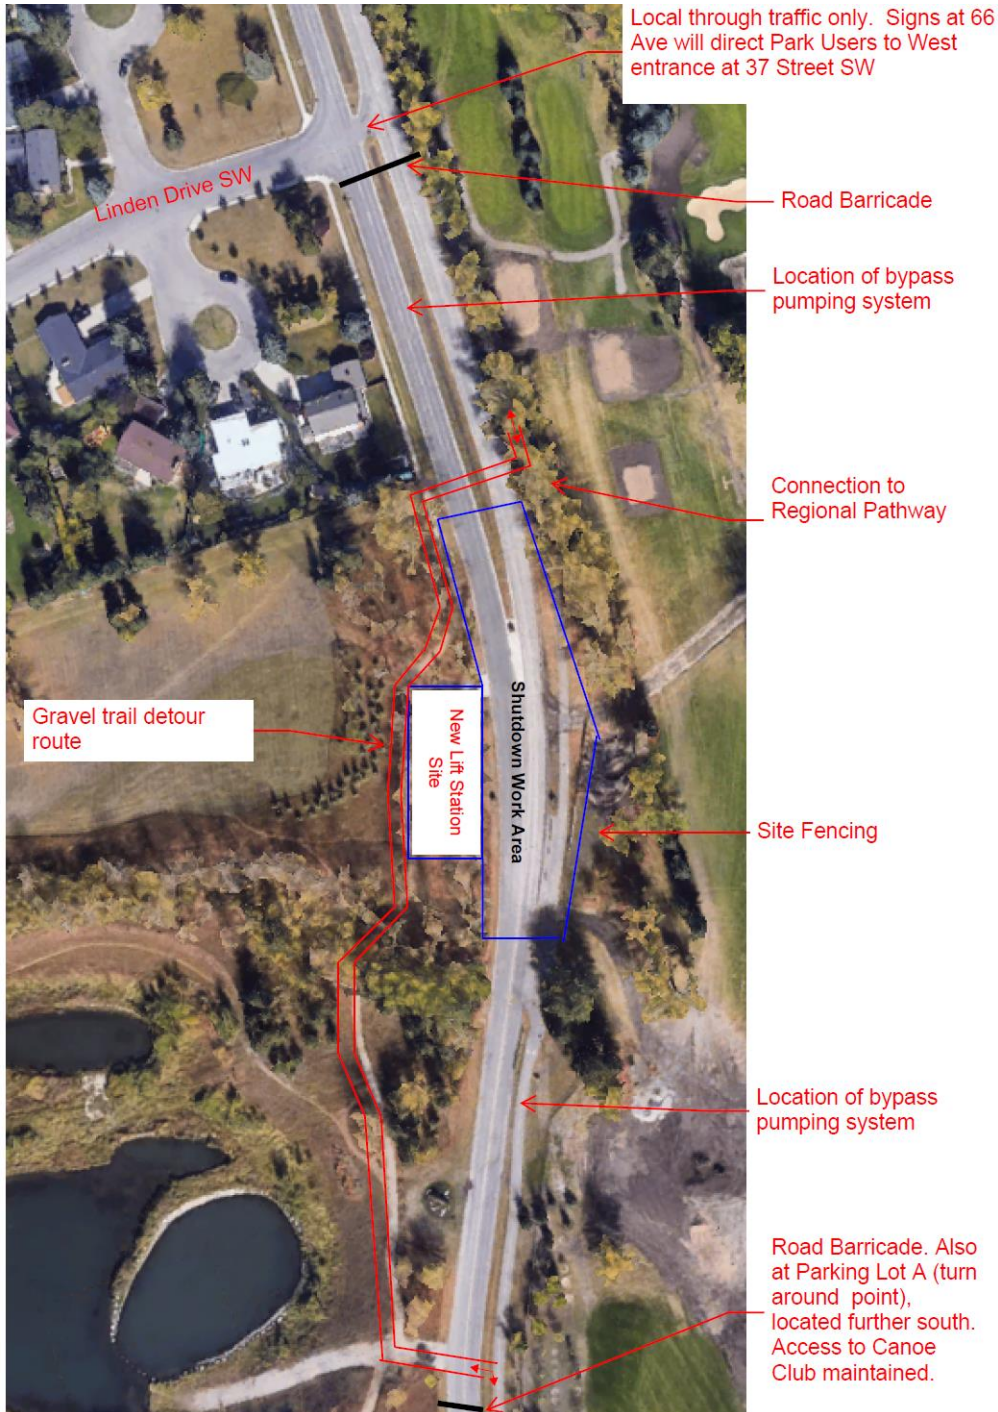 Local through traffic only.  Signs at 66
Ave will direct Park Users to West
entrance at 37 Street SW
Linden Drive SW
Road Barricade
Location of bypass
pumping system
Connection to
Regional Pathway
Gravel trail detour
route
New Lift Station
Site
Shutdown Work Area
Site Fencing
Location of bypass
pumping system
Road Barricade. Also
at Parking Lot A (turn
around  point),
located further south.
Access to Canoe
Club maintained.